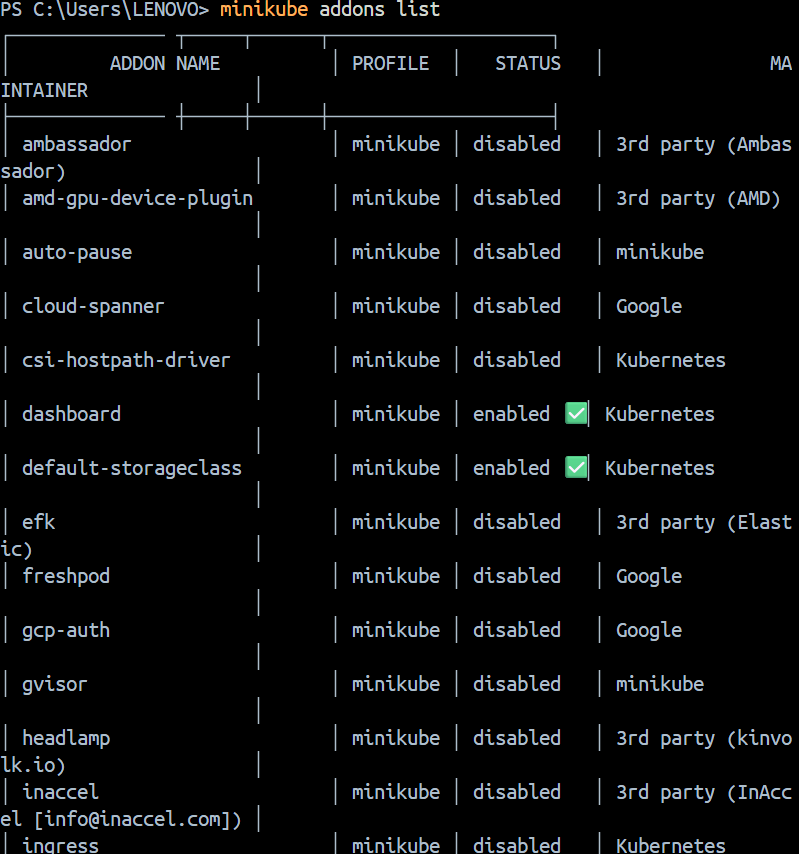 PS C:\Users\LENOVO> minikube addons list
| ADDON NAME | PROFILE | STATUS | MA
INTAINER |
| ambassador | minikube | disabled | 3rd party (Ambas
sador) |
| amd-gpu-device-plugin | minikube | disabled | 3rd party (AMD)
|
| auto-pause | minikube | disabled | minikube
|
| cloud-spanner | minikube | disabled | Google
|
| csi-hostpath-driver | minikube | disabled | Kubernetes
|
| dashboard | minikube | enabled ✅| Kubernetes
|
| default-storageclass | minikube | enabled ✅| Kubernetes
|
| efk | minikube | disabled | 3rd party (Elast
ic) |
| freshpod | minikube | disabled | Google
|
| gcp-auth | minikube | disabled | Google
|
| gvisor | minikube | disabled | minikube
|
| headlamp | minikube | disabled | 3rd party (kinvo
lk.io) |
| inaccel | minikube | disabled | 3rd party (InAcc
el [info@inaccel.com]) |
| ingress | minikube | disabled | Kubernetes